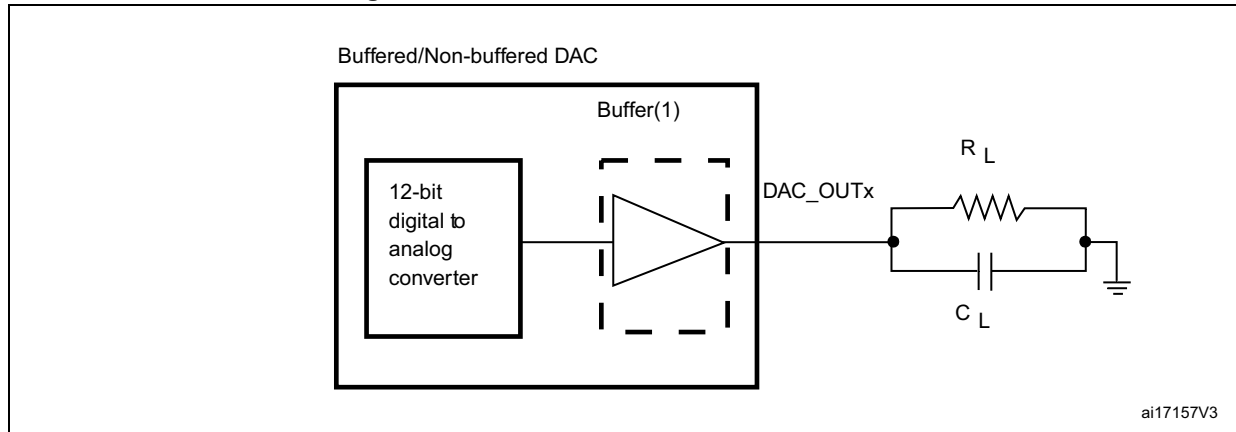 Buffered/Non-buffered DAC
Buffer(1)
12-bit
digital to
analog
converter
DAC_OUTx
R L
C L
ai17157V3